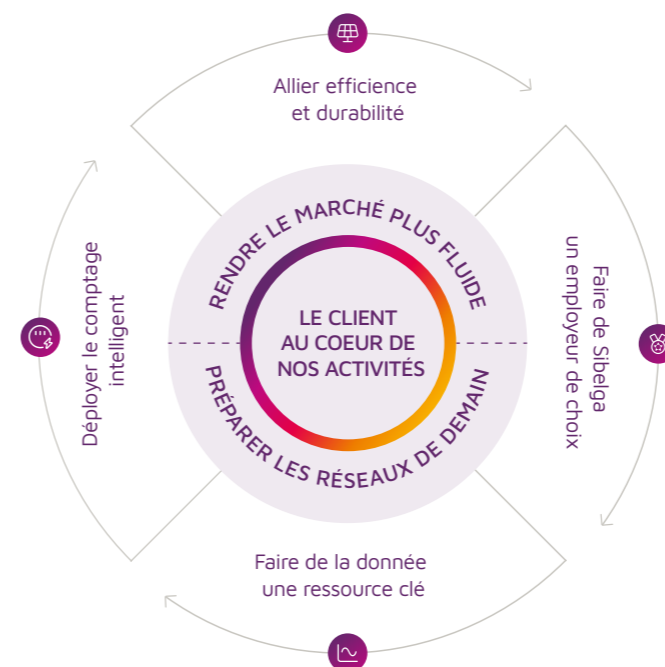 Allier efficience
et durabilité
RENDRE LE MARCHÉ PLUS FLUIDE
LE CLIENT
AU COEUR DE
NOS ACTIVITÉS
PRÉPARER LES RÉSEAUX DE DEMAIN
Déployer le comptage
intelligent
Faire de Sibelga
un employeur de choix
Faire de la donnée
une ressource clé